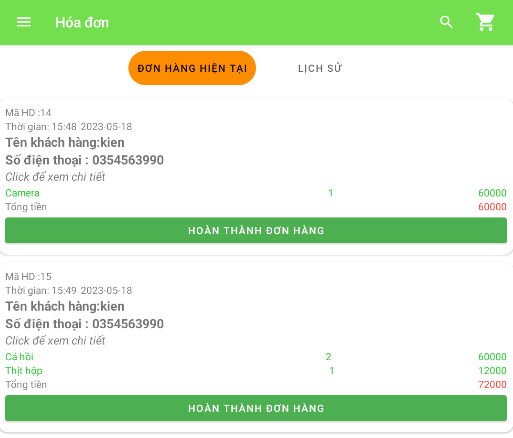 Hóa đơn
ĐƠN HÀNG HIỆN TẠI LỊCH SỬ
Mã HD :14
Thời gian: 15:48 2023-05-18
Tên khách hàng:kien
Số điện thoại : 0354563990
Click để xem chi tiết
Camera 1 60000
Tổng tiền 60000
HOÀN THÀNH ĐƠN HÀNG
Mã HD :15
Thời gian: 15:49 2023-05-18
Tên khách hàng:kien
Số điện thoại : 0354563990
Click để xem chi tiết
Cá hồi 2 60000
Thịt hộp 1 12000
Tổng tiền 72000
HOÀN THÀNH ĐƠN HÀNG